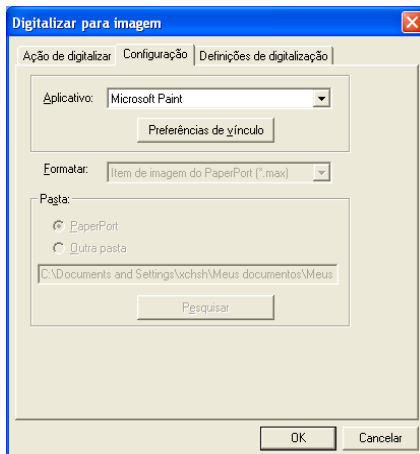 Digitalizar para imagem
Ação de digitalizar Configuração Definições de digitalização
Aplicativo: Microsoft Paint
Preferências de vínculo
Formatar: Item de imagem do PaperPort (*.max)
Pasta:
PaperPort
Outra pasta
C:\Documents and Settings\xchsh\Meus documentos\Meus
Pesquisar
OK Cancelar